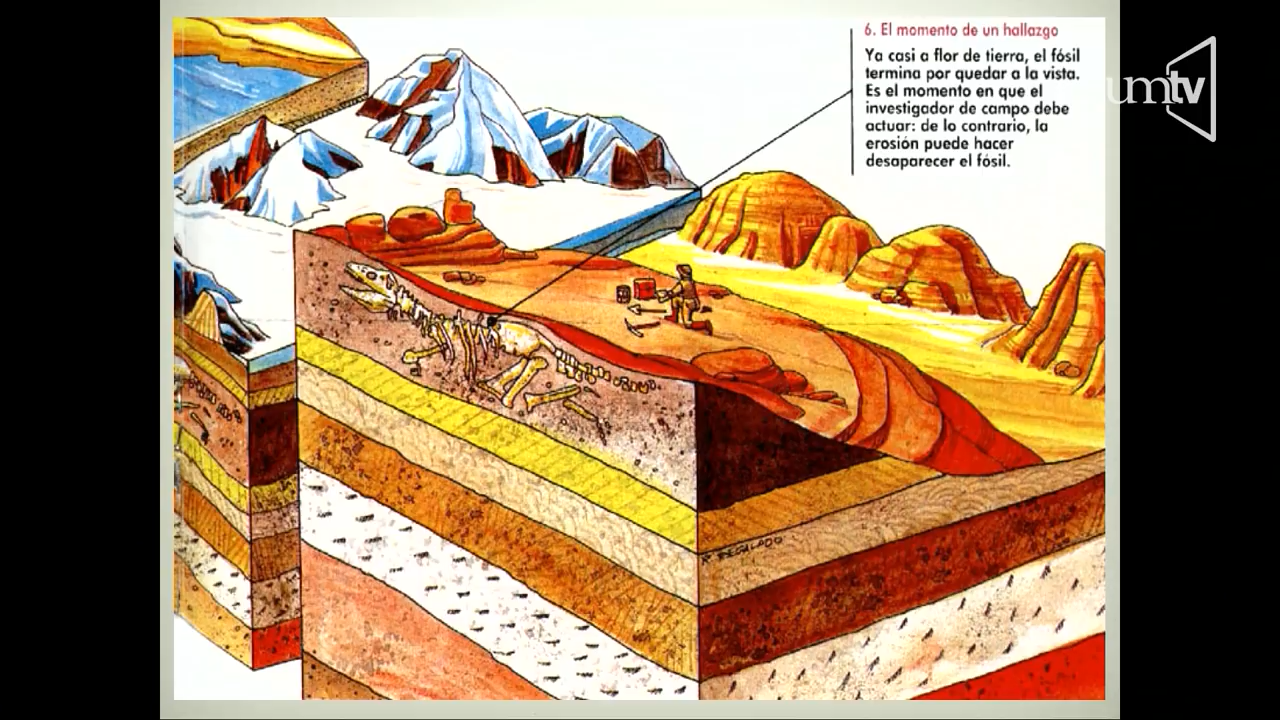 6. El momento de un hallazgo
Ya casi a flor de tierra, el fósil
termina por quedar a la vista.
Es el momento en que el
investigador de campo debe
actuar: de lo contrario, la
erosión puede hacer
desaparecer el fósil.
umtv
R. REGALADO